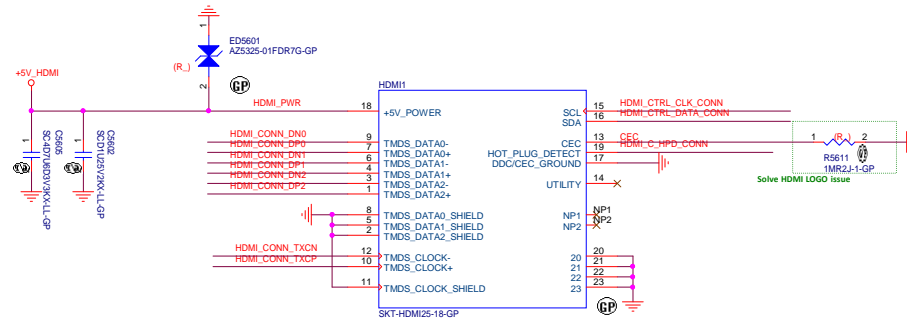 1
ED5601
AZ5325-01FDR7G-GP
(R_)
2
GP
+5V_HDMI
HDMI_PWR
1
C5605
SC4D7U6D3V3KX-LL-GP
1
C5602
SCD1U25V2KX-LL-GP
HDMI1
18 +5V_POWER
HDMI_CONN_DN0 9 TMDS_DATA0-
HDMI_CONN_DP0 7 TMDS_DATA0+
HDMI_CONN_DN1 6 TMDS_DATA1-
HDMI_CONN_DP1 4 TMDS_DATA1+
HDMI_CONN_DN2 3 TMDS_DATA2-
HDMI_CONN_DP2 1 TMDS_DATA2+
8 TMDS_DATA0_SHIELD
5 TMDS_DATA1_SHIELD
2 TMDS_DATA2_SHIELD
HDMI_CONN_TXCN 12 TMDS_CLOCK-
HDMI_CONN_TXCP 10 TMDS_CLOCK+
11 TMDS_CLOCK_SHIELD
SCL 15 HDMI_CTRL_CLK_CONN
SDA 16 HDMI_CTRL_DATA_CONN
CEC 13 CEC
HOT_PLUG_DETECT 19 HDMI_C_HPD_CONN
DDC/CEC_GROUND 17
UTILITY 14
NP1 NP1
NP2 NP2
20 20
21 21
22 22
23 23
GP
SKT-HDMI25-18-GP
1 (R_) 2
R5611
1MR2J-1-GP
Solve HDMI LOGO issue